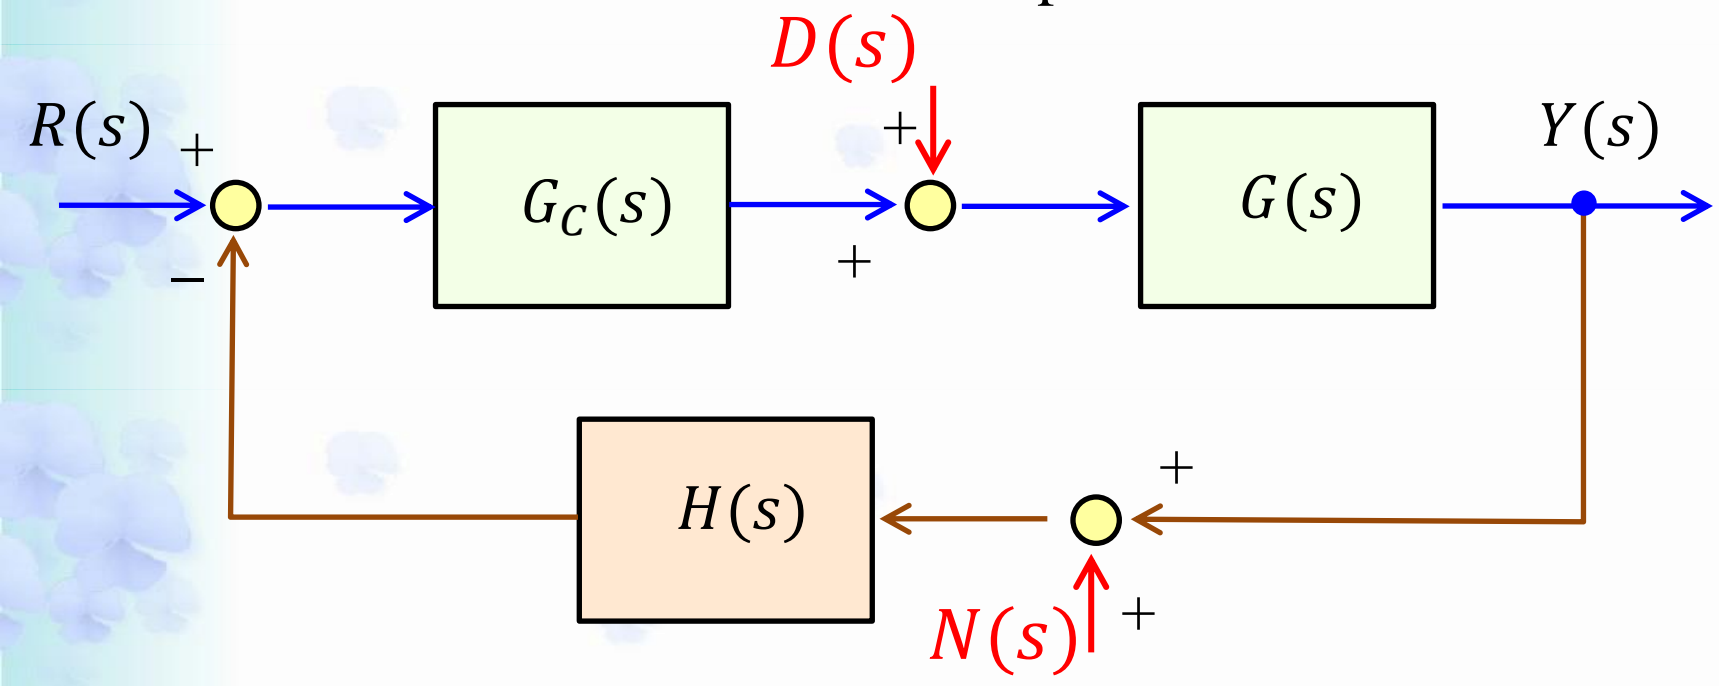 D(s)
R(s)
+
+
G_C(s)
G(s)
Y(s)
−
+
H(s)
+
N(s)
+